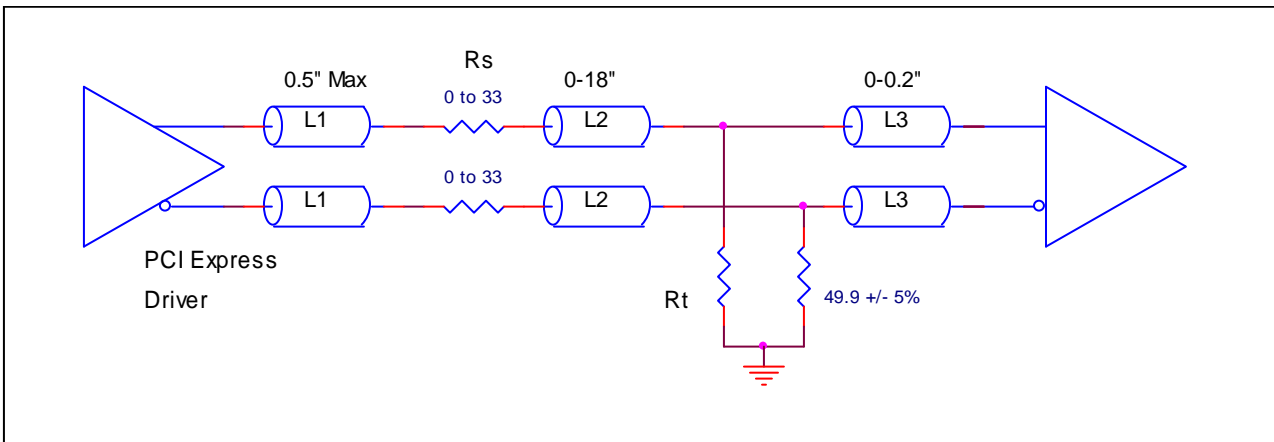 Rs
0.5" Max
0-18"
0-0.2"
0 to 33
L1
L2
L3
0 to 33
L1
L2
L3
PCI Express
Driver
Rt
49.9 +/- 5%